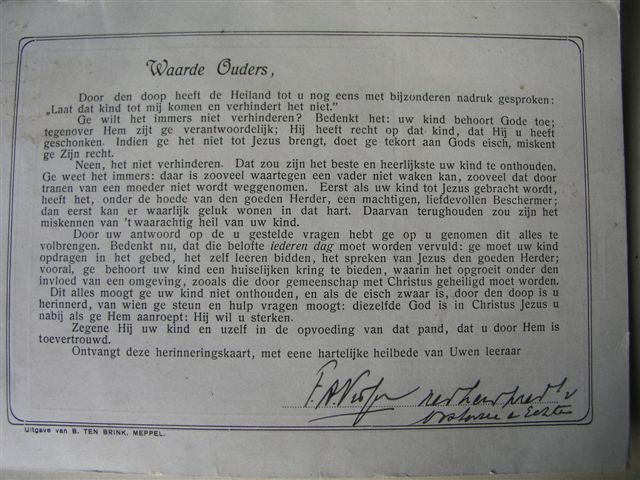 Waarde Ouders,
Door den doop heeft de Heiland tot u nog eens met bijzonderen nadruk gesproken:
„Laat dat kind tot mij komen en verhindert het niet.”
Ge wilt het immers niet verhinderen? Bedenkt het: uw kind behoort Gode toe;
tegenover Hem zijt ge verantwoordelijk; Hij heeft recht op dat kind, dat Hij u heeft
geschonken. Indien ge het niet tot Jezus brengt, doet ge tekort aan Gods eisch, miskent
ge Zijn recht.
Neen, het niet verhinderen. Dat zou zijn het beste en heerlijkste uw kind te onthouden.
Ge weet het immers: daar is zooveel waartegen een vader niet waken kan, zooveel dat door
tranen van een moeder niet wordt weggenomen. Eerst als uw kind tot Jezus gebracht wordt,
heeft het, onder de hoede van den goeden Herder, een machtigen, liefdevollen Beschermer;
dan eerst kan er waarlijk geluk wonen in dat hart. Daarvan terughouden zou zijn het
miskennen van 't waarachtig heil van uw kind.
Door uw antwoord op de u gestelde vragen hebt ge op u genomen dit alles te
volbrengen. Bedenkt nu, dat die belofte iederen dag moet worden vervuld: ge moet uw kind
opdragen in het gebed, het zelf leeren bidden, het spreken van Jezus den goeden Herder;
vooral, ge behoort uw kind een huiselijken kring te bieden, waarin het opgroeit onder den
invloed van een omgeving, zooals die door gemeenschap met Christus geheiligd moet worden.
Dit alles moogt ge uw kind niet onthouden, en als de eisch zwaar is, door den doop is u
herinnerd, van wien ge steun en hulp vragen moogt: diezelfde God is in Christus Jezus u
nabij als ge Hem aanroept: Hij wil u sterken.
Zegene Hij uw kind en uzelf in de opvoeding van dat pand, dat u door Hem is
toevertrouwd.
Ontvangt deze herinneringskaart, met eene hartelijke heilbede van Uwen leeraar
F. A.
Uitgave van B. TEN BRINK, MEPPEL.